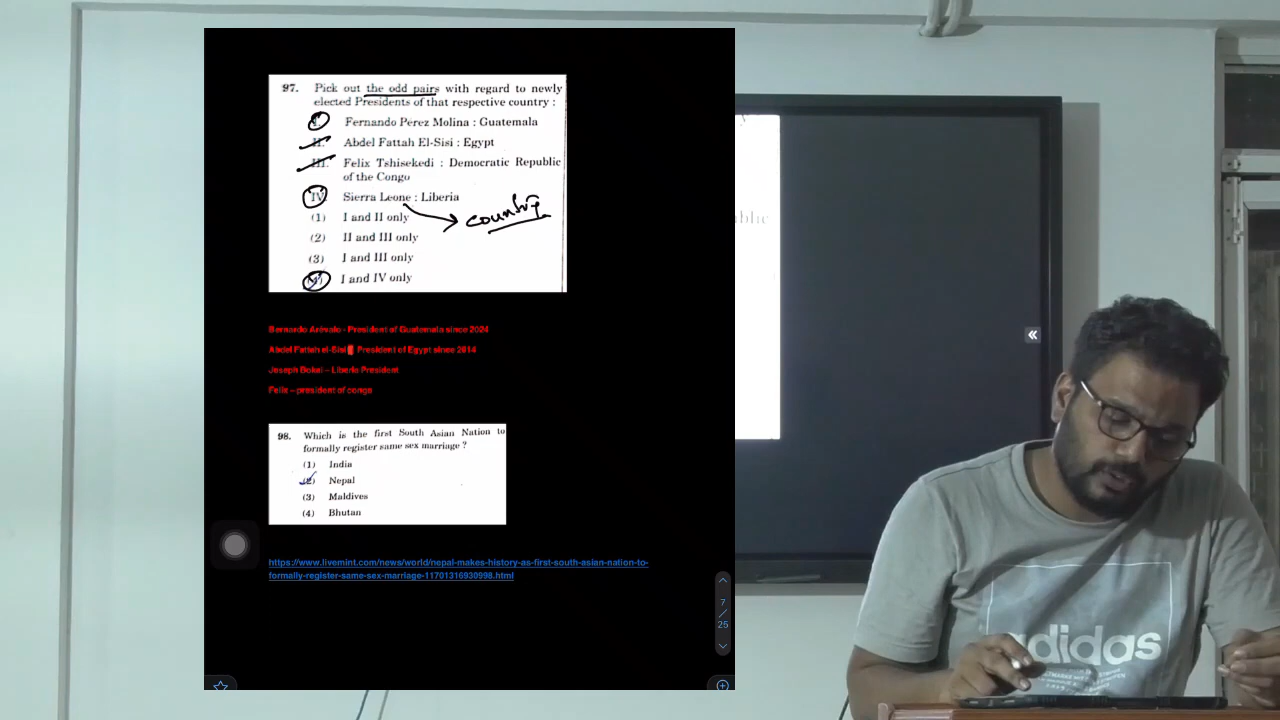 97. Pick out the odd pairs with regard to newly
elected Presidents of that respective country :
I. Fernando Perez Molina : Guatemala
II. Abdel Fattah El-Sisi : Egypt
III. Felix Tshisekedi : Democratic Republic
of the Congo
IV. Sierra Leone : Liberia
country
(1) I and II only
(2) II and III only
(3) I and III only
I and IV only
Bernardo Arévalo - President of Guatemala since 2024
Abdel Fattah el-Sisi President of Egypt since 2014
Joseph Bokai – Liberia President
Felix – president of congo
98. Which is the first South Asian Nation to
formally register same sex marriage ?
(1) India
(2) Nepal
(3) Maldives
(4) Bhutan
https://www.livemint.com/news/world/nepal-makes-history-as-first-south-asian-nation-to-
formally-register-same-sex-marriage-11701316930998.html
7
/
25
adidas